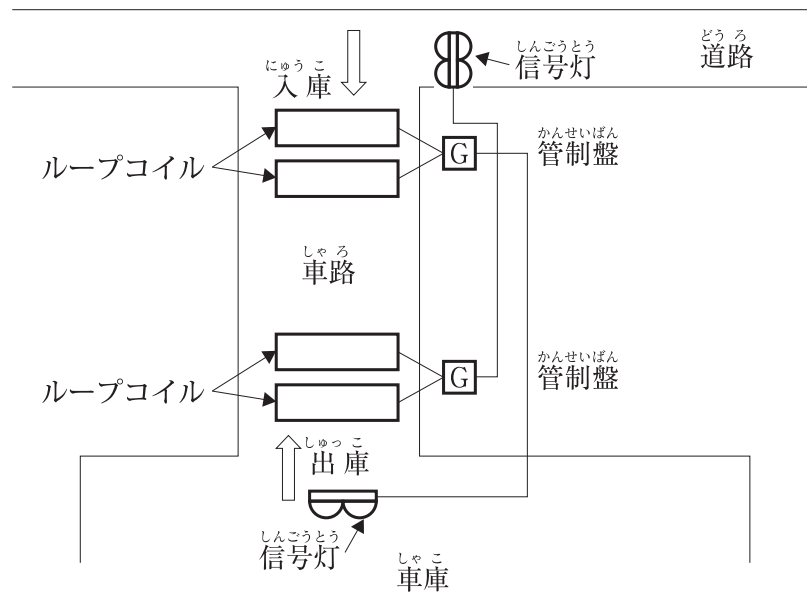 しんごうとう
信号灯
どうろ
道路
にゅうこ
入庫
ループコイル
G
かんせいばん
管制盤
しゃろ
車路
ループコイル
G
かんせいばん
管制盤
しゅっこ
出庫
しんごうとう
信号灯
しゃこ
車庫